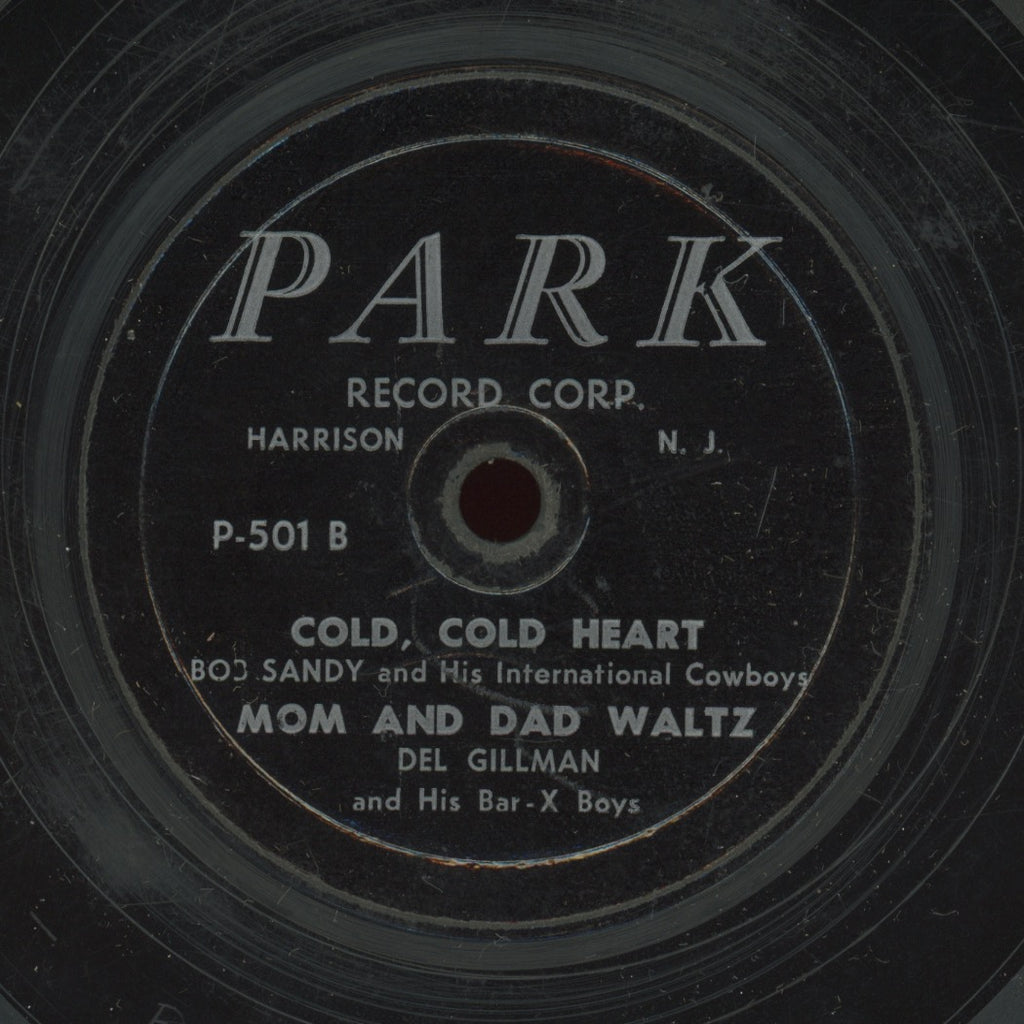 PARK
RECORD CORP.
HARRISON N. J.
P-501 B
COLD, COLD HEART
BOB SANDY and His International Cowboys
MOM AND DAD WALTZ
DEL GILLMAN
and His Bar-X Boys